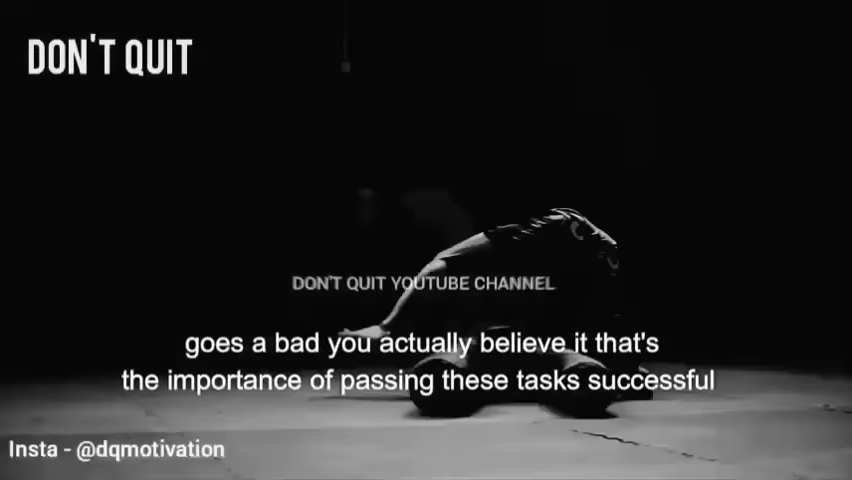 DON'T QUIT
DON'T QUIT YOUTUBE CHANNEL
goes a bad you actually believe it that's
the importance of passing these tasks successful
Insta - @dqmotivation